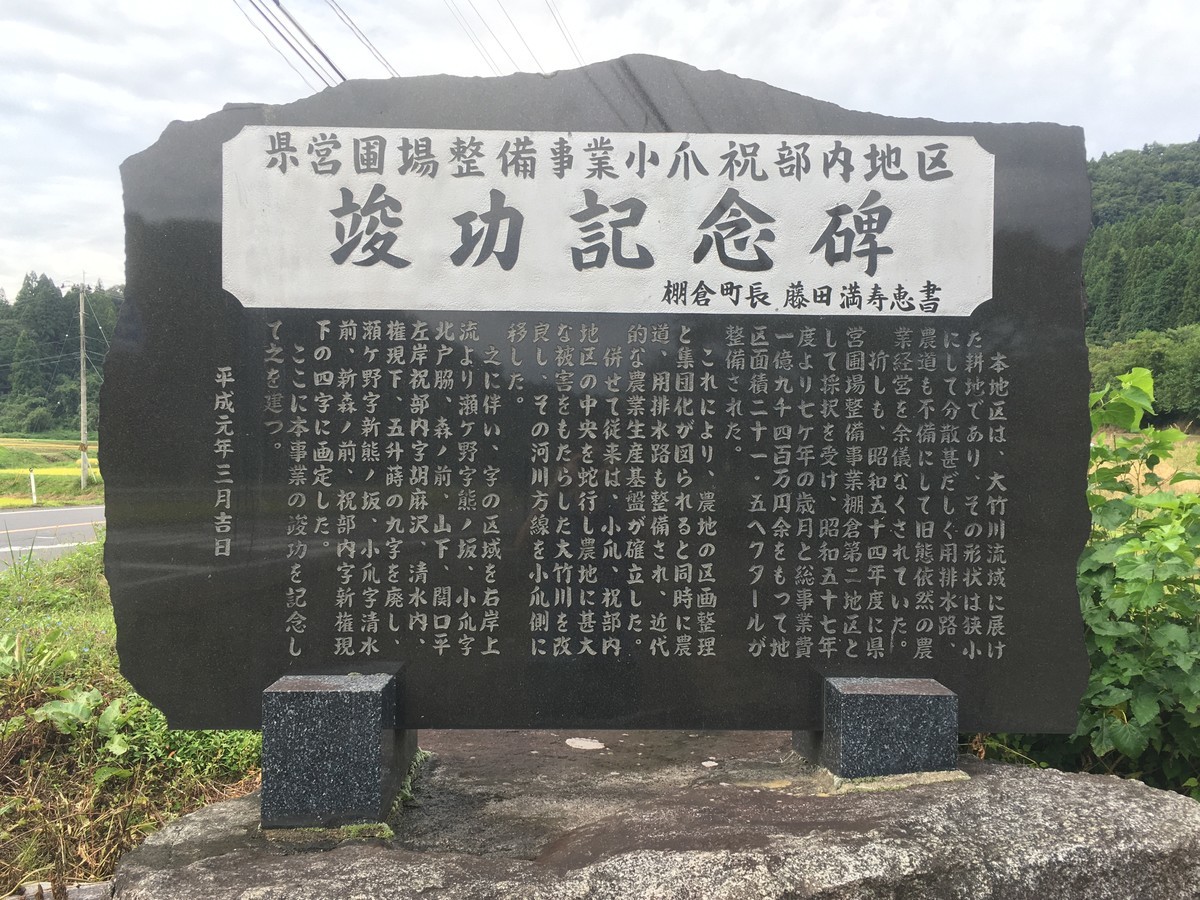 県営圃場整備事業小爪祝部内地区
竣功記念碑
棚倉町長 藤田満寿恵書
本地区は、大竹川流域に展け
た耕地であり、その形状は狭小
にして分散甚だしく用排水路、
農道も不備にして旧態依然の農
業経営を余儀なくされていた。
折しも、昭和五十四年度に県
営圃場整備事業棚倉第二地区と
して採択を受け、昭和五十七年
度より七ケ年の歳月と総事業費
一億九千四百万円余をもって地
区面積二十一・五ヘクタールが
整備された。
これにより、農地の区画整理
と集団化が図られると同時に農
道、用排水路も整備され、近代
的な農業生産基盤が確立した。
併せて従来は、小爪、祝部内
地区の中央を蛇行し農地に甚大
な被害をもたらした大竹川を改
良し、その河川方線を小爪側に
移した。
之に伴い、字の区域を右岸上
流より瀬ケ野字熊ノ坂、小爪字
北戸脇、森ノ前、山下、関口平
左岸祝部内字胡麻沢、清水内、
権現下、五升蒔の九字を廃し、
瀬ケ野字新熊ノ坂、小爪字清水
前、新森ノ前、祝部内字新権現
下の四字に画定した。
ここに本事業の竣功を記念し
て之を建つ。
平成元年三月吉日